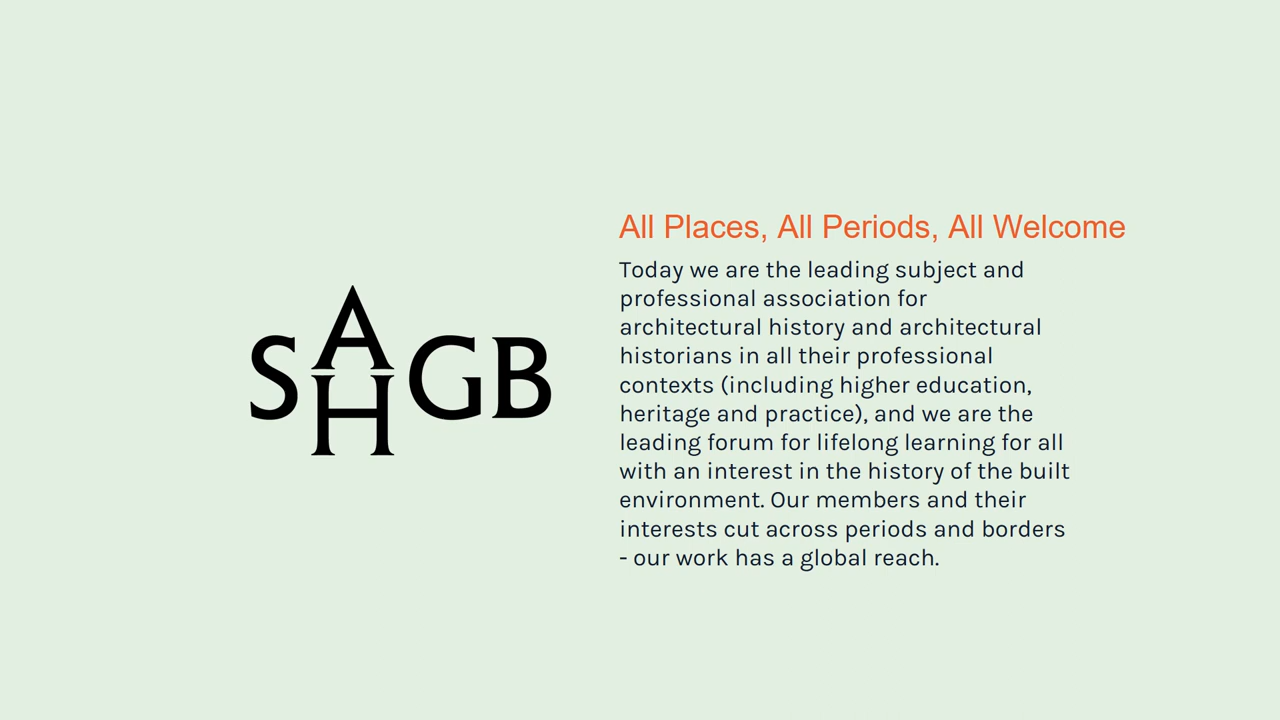 SAHGB
All Places, All Periods, All Welcome
Today we are the leading subject and
professional association for
architectural history and architectural
historians in all their professional
contexts (including higher education,
heritage and practice), and we are the
leading forum for lifelong learning for all
with an interest in the history of the built
environment. Our members and their
interests cut across periods and borders
- our work has a global reach.